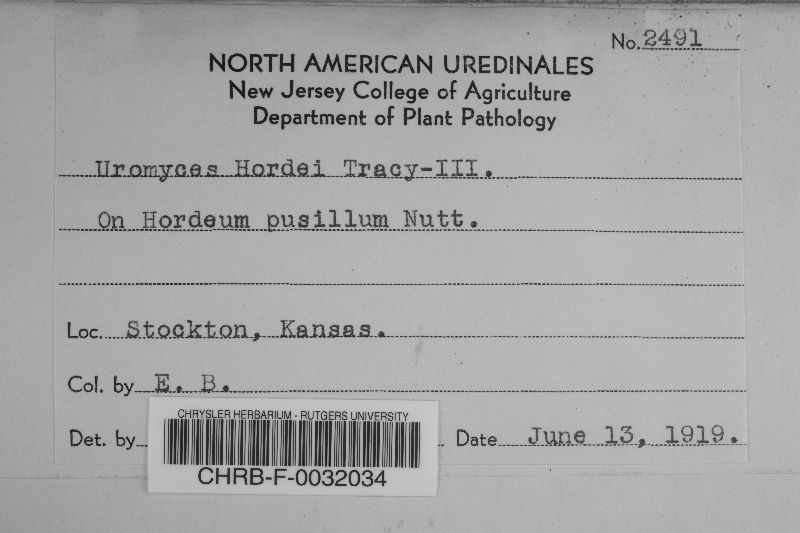 No. 2491
NORTH AMERICAN UREDINALES
New Jersey College of Agriculture
Department of Plant Pathology
Uromyces Hordei Tracy-III.
On Hordeum pusillum Nutt.
Loc. Stockton, Kansas.
Col. by E. B.
Det. by Date June 13, 1919.
CHRYSLER HERBARIUM - RUTGERS UNIVERSITY
CHRB-F-0032034